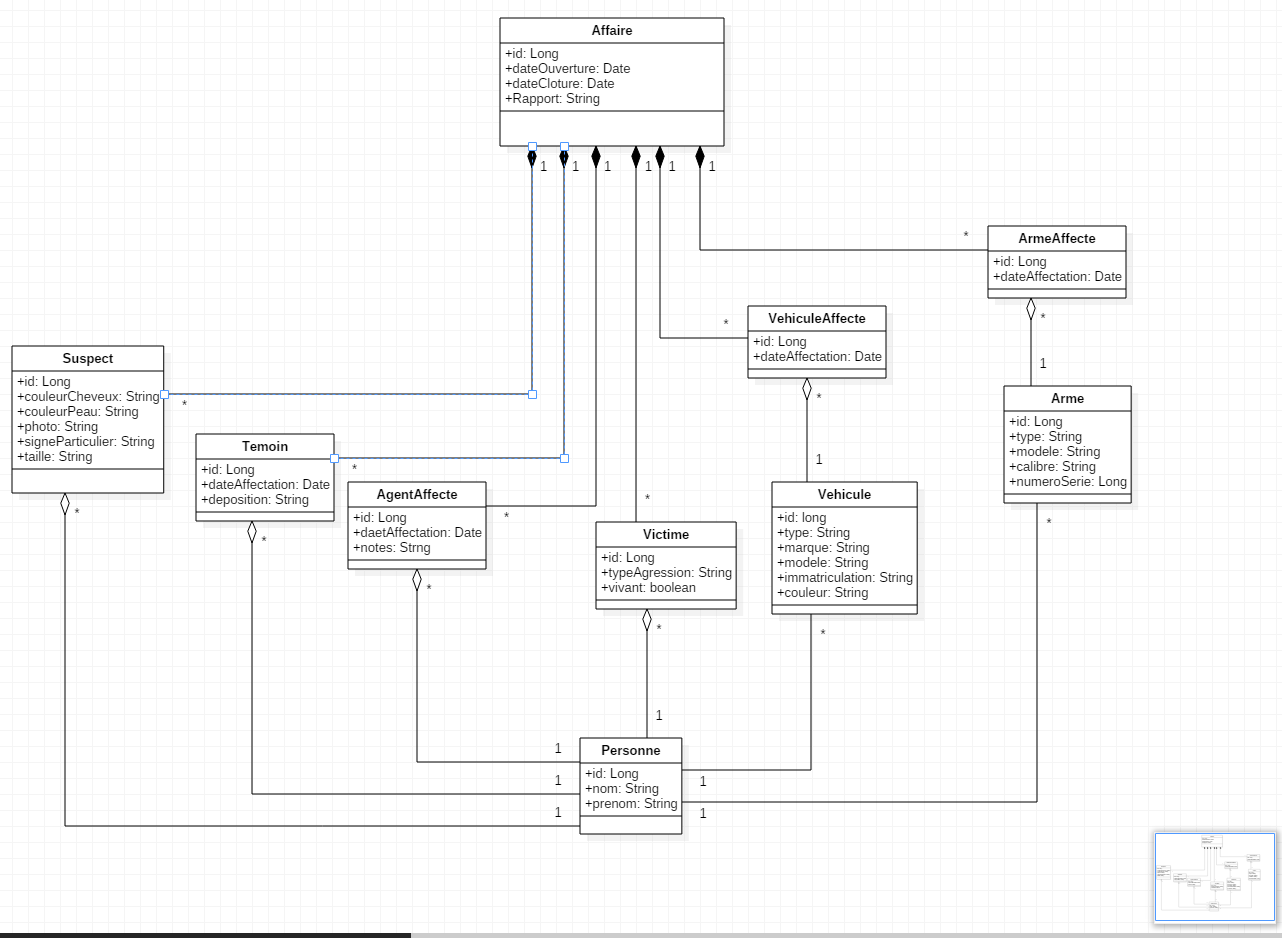 Affaire
+id: Long
+dateOuverture: Date
+dateCloture: Date
+Rapport: String
1
1
1
1
1
1
*
ArmeAffecte
+id: Long
+dateAffectation: Date
*
1
*
VehiculeAffecte
+id: Long
+dateAffectation: Date
*
1
Suspect
+id: Long
+couleurCheveux: String
+couleurPeau: String
+photo: String
+signeParticulier: String
+taille: String
*
*
Temoin
+id: Long
+dateAffectation: Date
+deposition: String
*
*
AgentAffecte
+id: Long
+daetAffectation: Date
+notes: Strng
*
*
*
Victime
+id: Long
+typeAgression: String
+vivant: boolean
*
1
Vehicule
+id: long
+type: String
+marque: String
+modele: String
+immatriculation: String
+couleur: String
*
Arme
+id: Long
+type: String
+modele: String
+calibre: String
+numeroSerie: Long
*
Personne
+id: Long
+nom: String
+prenom: String
1
1
1
1
1